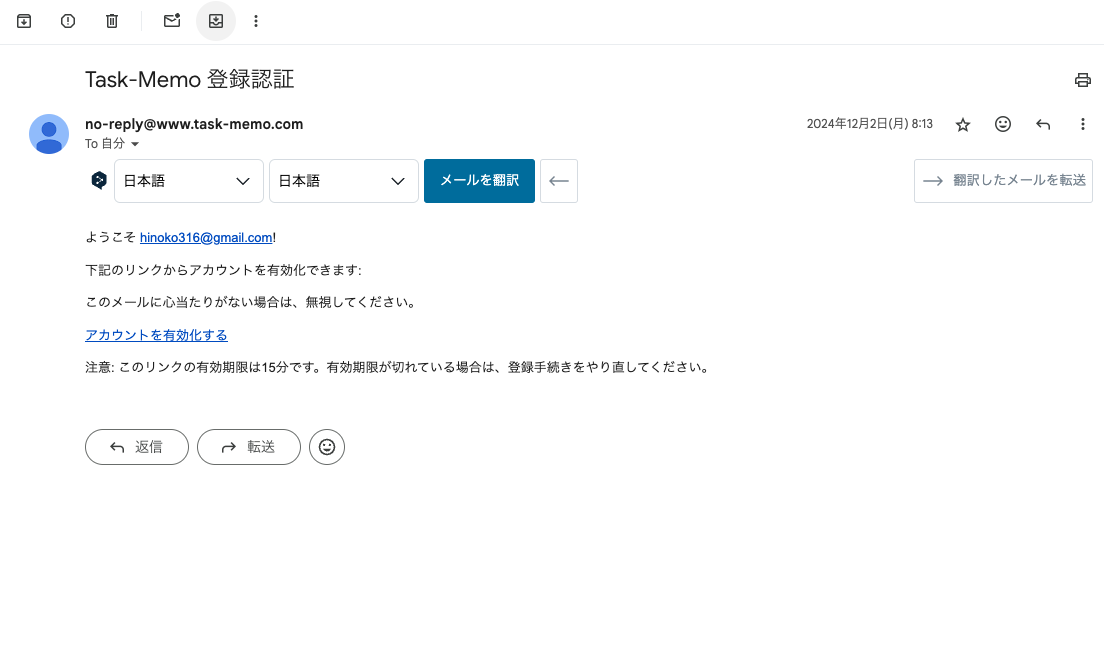 Task-Memo 登録認証
no-reply@www.task-memo.com
2024年12月2日(月) 8:13
To 自分
日本語
日本語
メールを翻訳
翻訳したメールを転送
ようこそ hinoko316@gmail.com!
下記のリンクからアカウントを有効化できます:
このメールに心当たりがない場合は、無視してください。
アカウントを有効化する
注意: このリンクの有効期限は15分です。有効期限が切れている場合は、登録手続きをやり直してください。
返信
転送